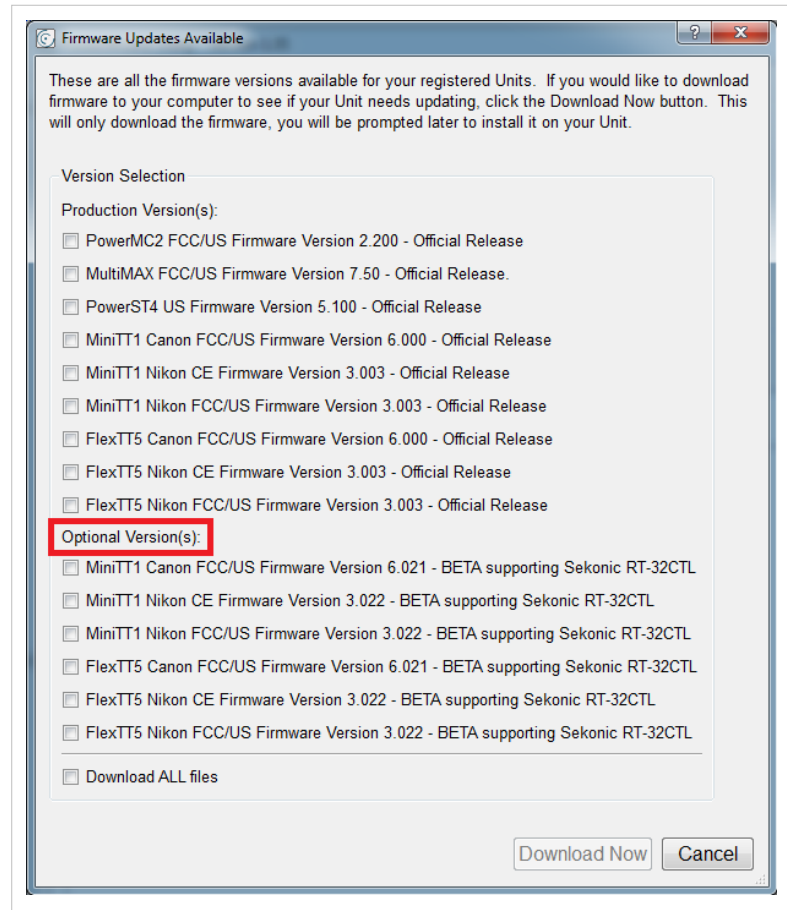 Firmware Updates Available
?
These are all the firmware versions available for your registered Units. If you would like to download
firmware to your computer to see if your Unit needs updating, click the Download Now button. This
will only download the firmware, you will be prompted later to install it on your Unit.
Version Selection
Production Version(s):
PowerMC2 FCC/US Firmware Version 2.200 - Official Release
MultiMAX FCC/US Firmware Version 7.50 - Official Release.
PowerST4 US Firmware Version 5.100 - Official Release
MiniTT1 Canon FCC/US Firmware Version 6.000 - Official Release
MiniTT1 Nikon CE Firmware Version 3.003 - Official Release
MiniTT1 Nikon FCC/US Firmware Version 3.003 - Official Release
FlexTT5 Canon FCC/US Firmware Version 6.000 - Official Release
FlexTT5 Nikon CE Firmware Version 3.003 - Official Release
FlexTT5 Nikon FCC/US Firmware Version 3.003 - Official Release
Optional Version(s):
MiniTT1 Canon FCC/US Firmware Version 6.021 - BETA supporting Sekonic RT-32CTL
MiniTT1 Nikon CE Firmware Version 3.022 - BETA supporting Sekonic RT-32CTL
MiniTT1 Nikon FCC/US Firmware Version 3.022 - BETA supporting Sekonic RT-32CTL
FlexTT5 Canon FCC/US Firmware Version 6.021 - BETA supporting Sekonic RT-32CTL
FlexTT5 Nikon CE Firmware Version 3.022 - BETA supporting Sekonic RT-32CTL
FlexTT5 Nikon FCC/US Firmware Version 3.022 - BETA supporting Sekonic RT-32CTL
Download ALL files
Download Now Cancel